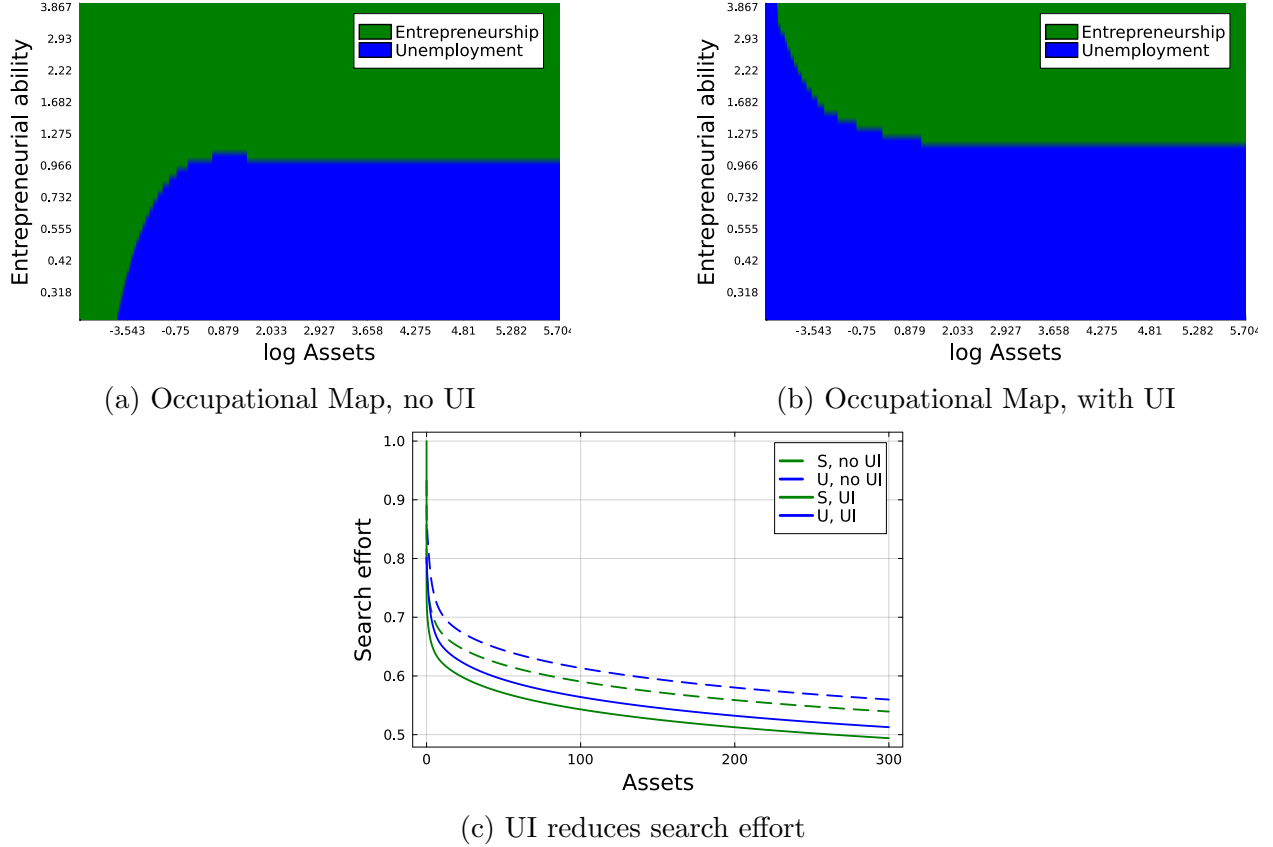 3.867
2.93
2.22
1.682
1.275
0.966
0.732
0.555
0.42
0.318
Entrepreneurial ability
Entrepreneurship
Unemployment
-3.543 -0.75 0.879 2.033 2.927 3.658 4.275 4.81 5.282 5.704
log Assets
(a) Occupational Map, no UI
3.867
2.93
2.22
1.682
1.275
0.966
0.732
0.555
0.42
0.318
Entrepreneurial ability
Entrepreneurship
Unemployment
-3.543 -0.75 0.879 2.033 2.927 3.658 4.275 4.81 5.282 5.704
log Assets
(b) Occupational Map, with UI
1.0
0.9
0.8
0.7
0.6
0.5
Search effort
S, no UI
U, no UI
S, UI
U, UI
0 100 200 300
Assets
(c) UI reduces search effort